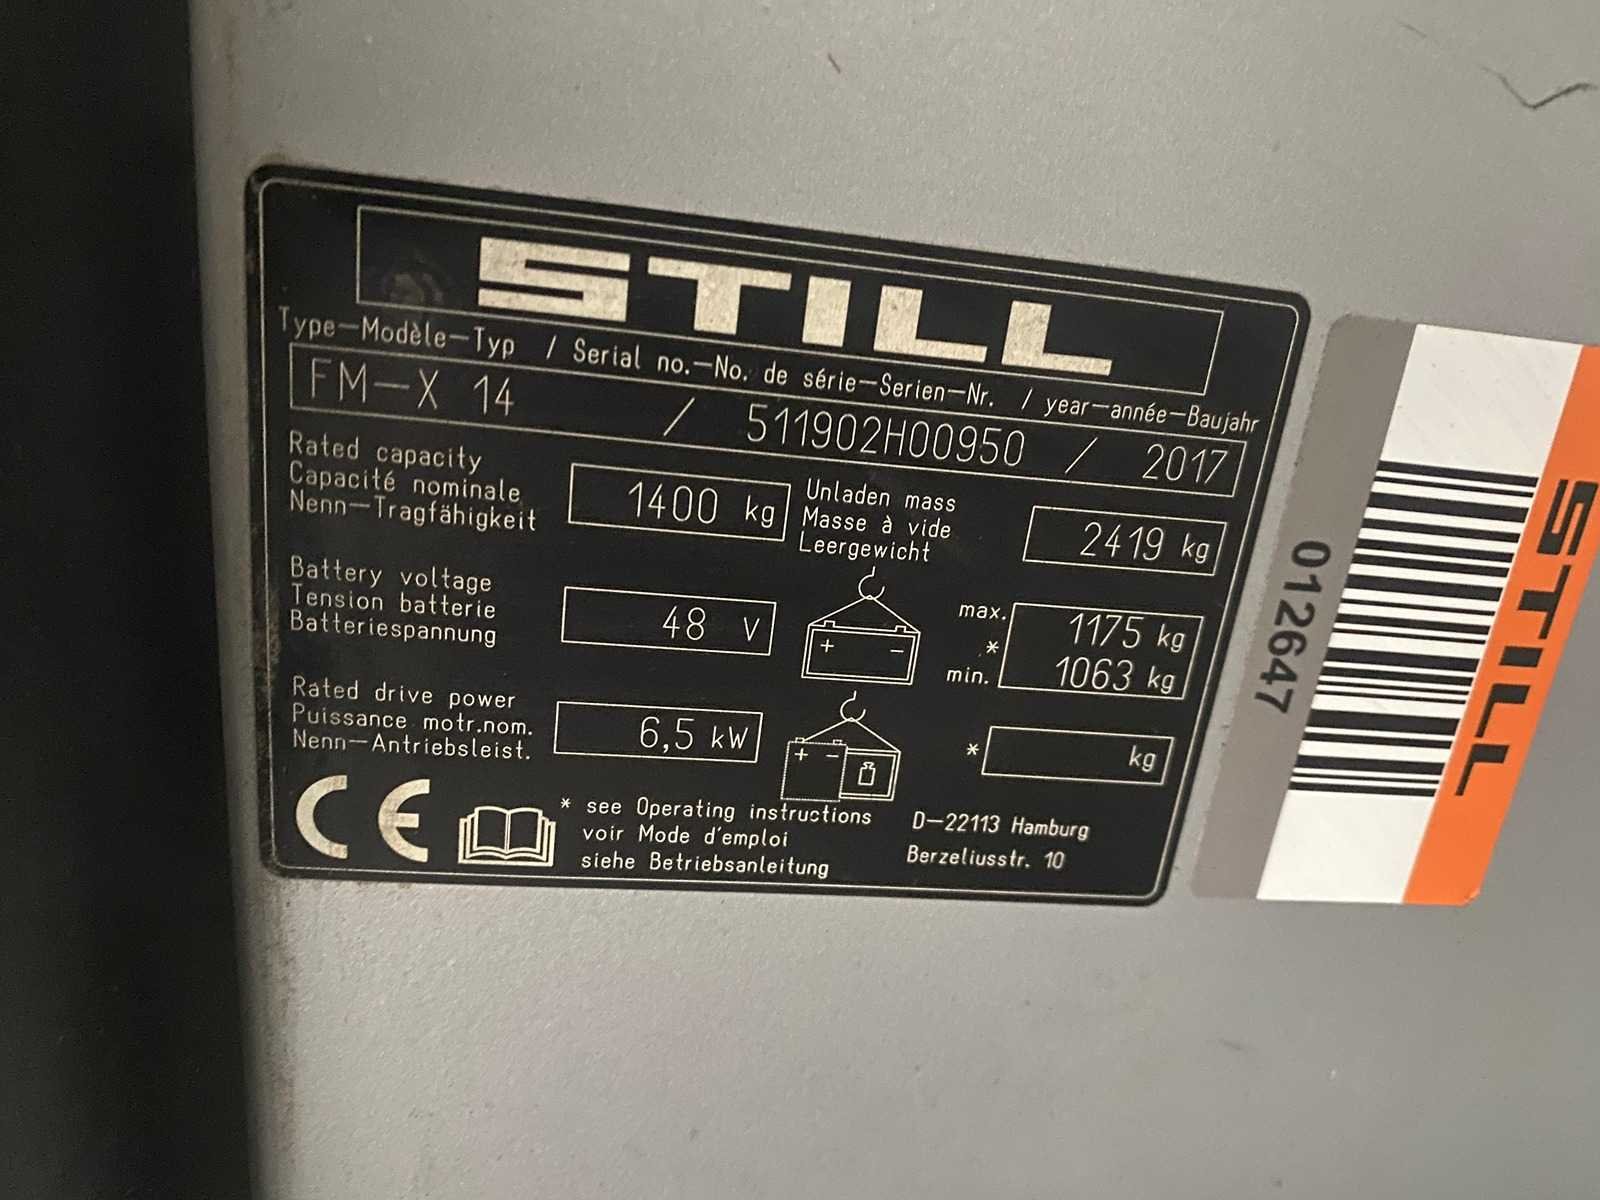 STILL
Type-Modèle-Typ / Serial no.-No. de série-Serien-Nr. / year-année-Baujahr
FM-X 14 / 511902H00950 / 2017
Rated capacity
Capacité nominale
Nenn-Tragfähigkeit
1400 kg
Unladen mass
Masse à vide
Leergewicht
2419 kg
Battery voltage
Tension batterie
Batteriespannung
48 V
+ -
max. 1175 kg
*
min. 1063 kg
Rated drive power
Puissance motr.nom.
Nenn-Antriebsleist.
6,5 kW
+ -
* kg
CE
* see Operating instructions
voir Mode d'emploi
siehe Betriebsanleitung
D-22113 Hamburg
Berzeliusstr. 10
012647
STILL